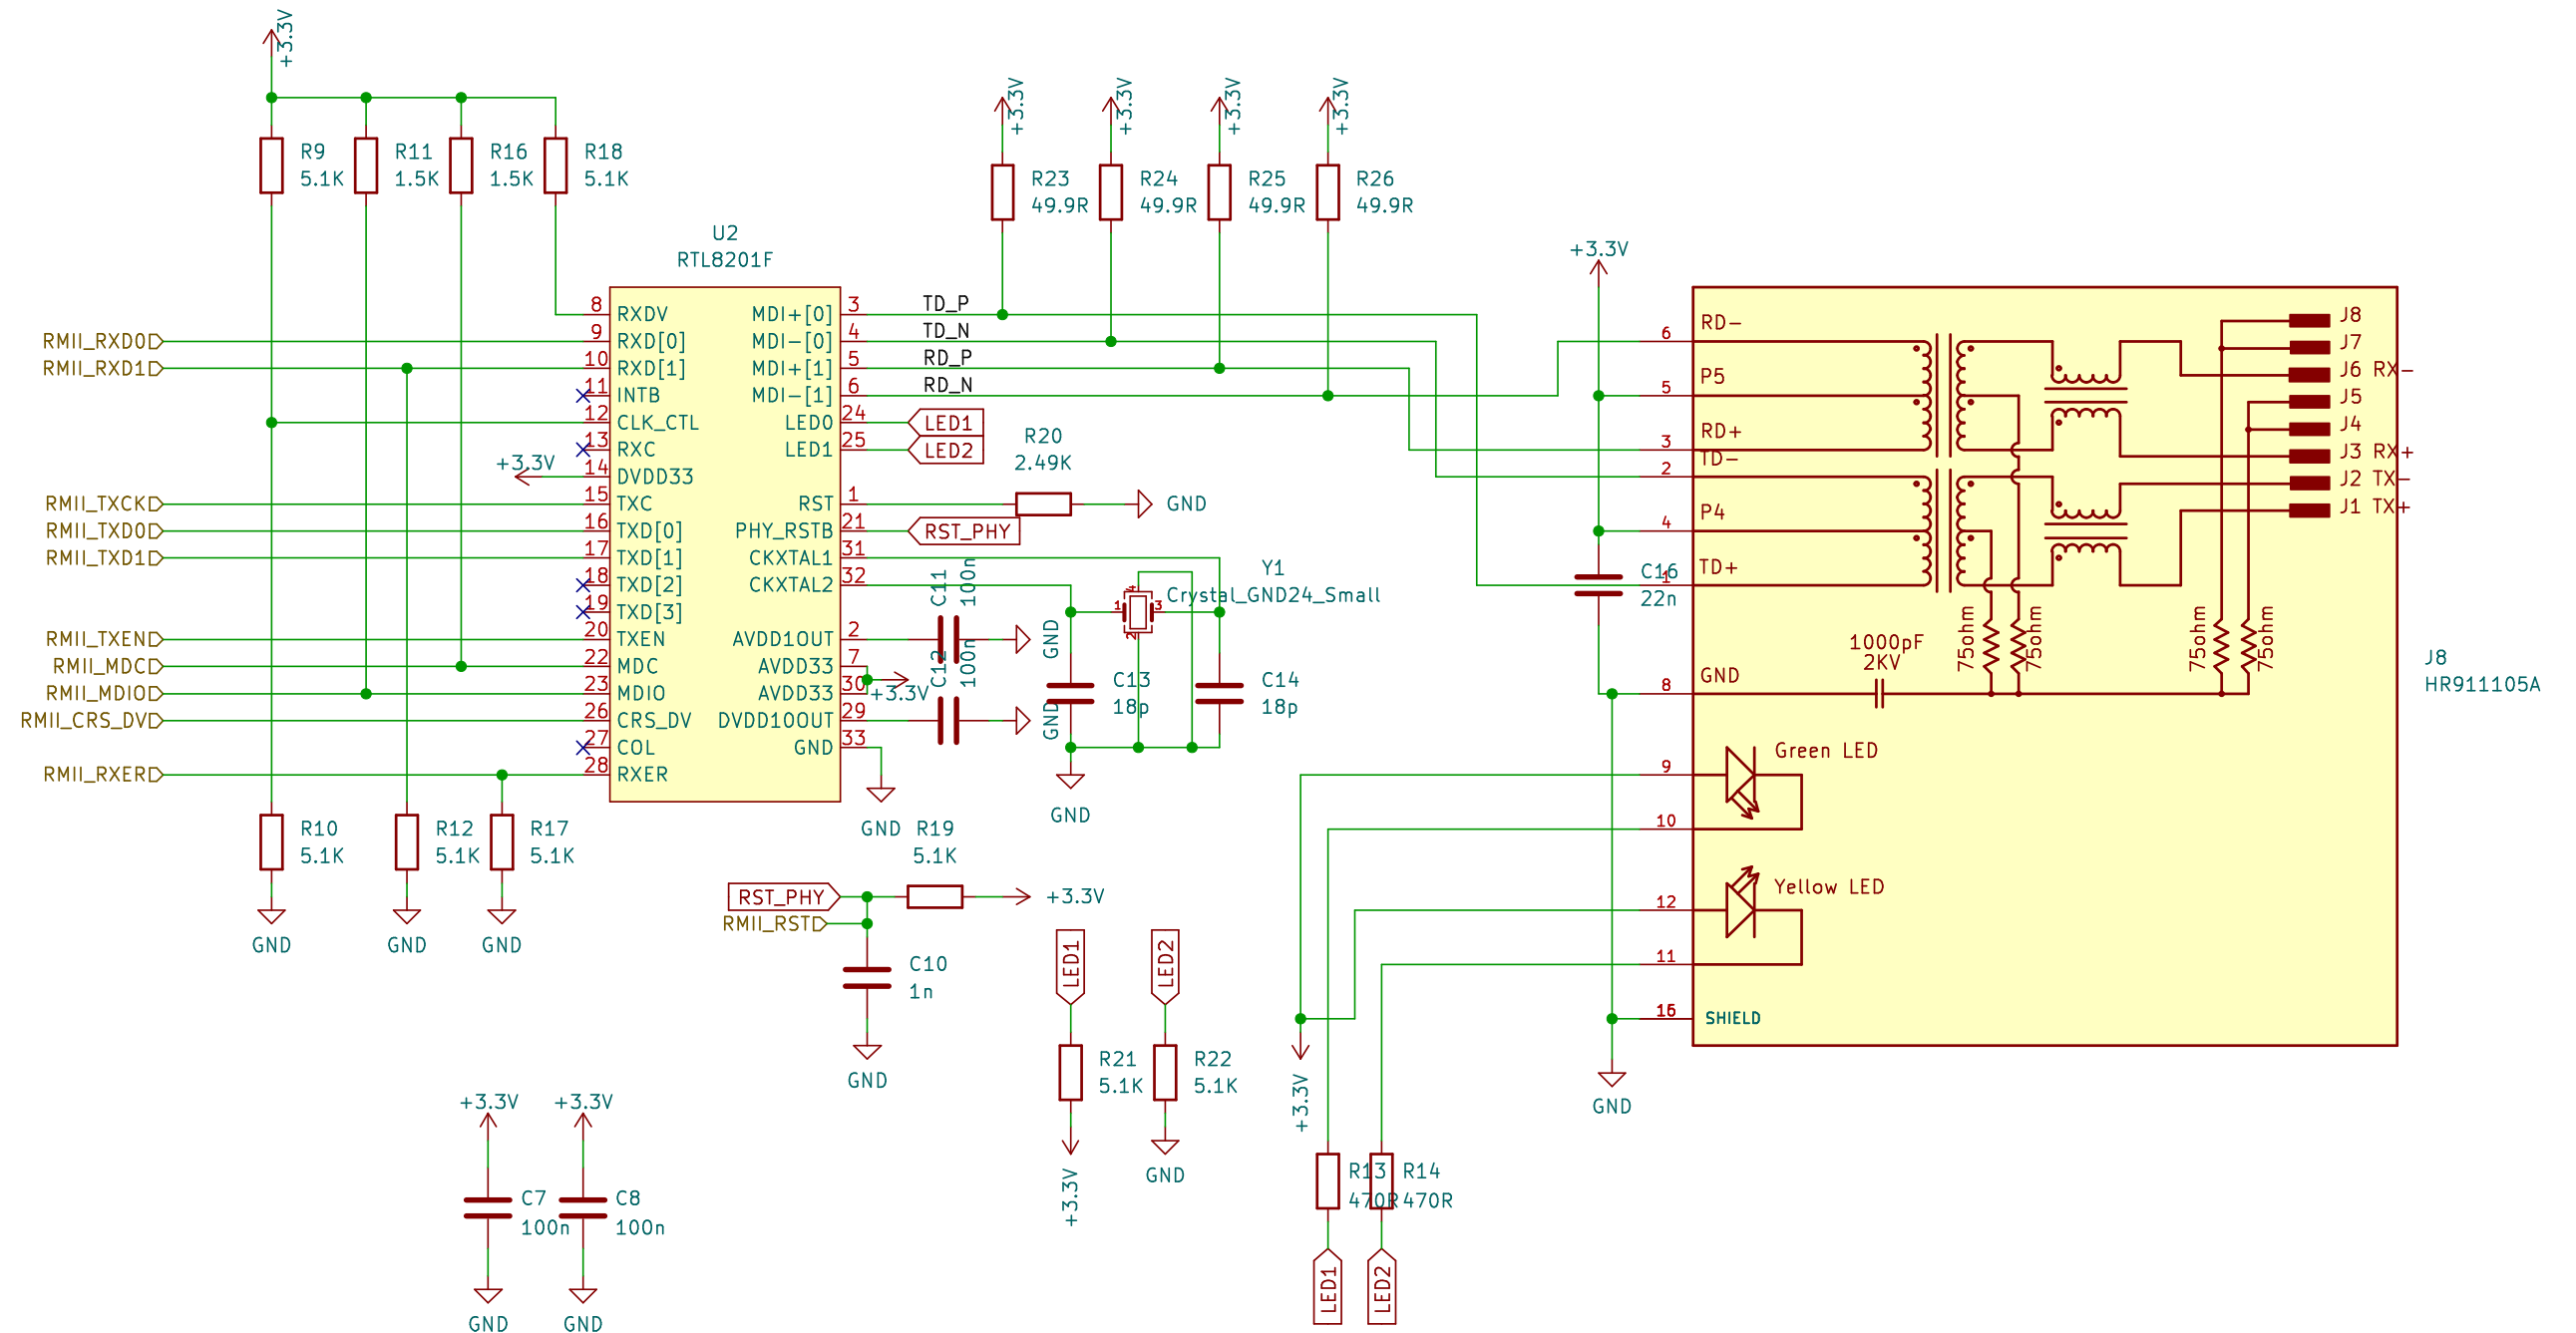 +3.3V
R9
5.1K
R11
1.5K
R16
1.5K
R18
5.1K
+3.3V
R23
49.9R
+3.3V
R24
49.9R
+3.3V
R25
49.9R
+3.3V
R26
49.9R
U2
RTL8201F
8 RXDV
9 RXD[0]
10 RXD[1]
11 INTB
12 CLK_CTL
13 RXC
14 DVDD33
15 TXC
16 TXD[0]
17 TXD[1]
18 TXD[2]
19 TXD[3]
20 TXEN
22 MDC
23 MDIO
26 CRS_DV
27 COL
28 RXER
MDI+[0] 3
MDI-[0] 4
MDI+[1] 5
MDI-[1] 6
LED0 24
LED1 25
RST 1
PHY_RSTB 21
CKXTAL1 31
CKXTAL2 32
AVDD10UT 2
AVDD33 7
AVDD33 30
DVDD10OUT 29
GND 33
RMII_RXD0
RMII_RXD1
+3.3V
RMII_TXCK
RMII_TXD0
RMII_TXD1
RMII_TXEN
RMII_MDC
RMII_MDIO
RMII_CRS_DV
RMII_RXER
TD_P
TD_N
RD_P
RD_N
LED1
LED2
R20
2.49K
GND
RST_PHY
C11
100n
GND
C12
100n
GND
+3.3V
GND
Y1
Crystal_GND24_Small
1
2
3
4
C13
18p
C14
18p
GND
R10
5.1K
GND
R12
5.1K
GND
R17
5.1K
GND
R19
5.1K
RST_PHY
RMII_RST
+3.3V
C10
1n
GND
LED1
R21
5.1K
+3.3V
LED2
R22
5.1K
GND
+3.3V
C7
100n
GND
+3.3V
C8
100n
GND
+3.3V
C16
22n
6 RD-
5 P5
3 RD+
2 TD-
4 P4
1 TD+
8 GND
9
10
12
11
SHIELD
1000pF
2KV
75ohm
75ohm
75ohm
75ohm
J8
J7
J6 RX-
J5
J4
J3 RX+
J2 TX-
J1 TX+
J8
HR911105A
Green LED
Yellow LED
GND
+3.3V
R13
470R
R14
470R
LED1
LED2